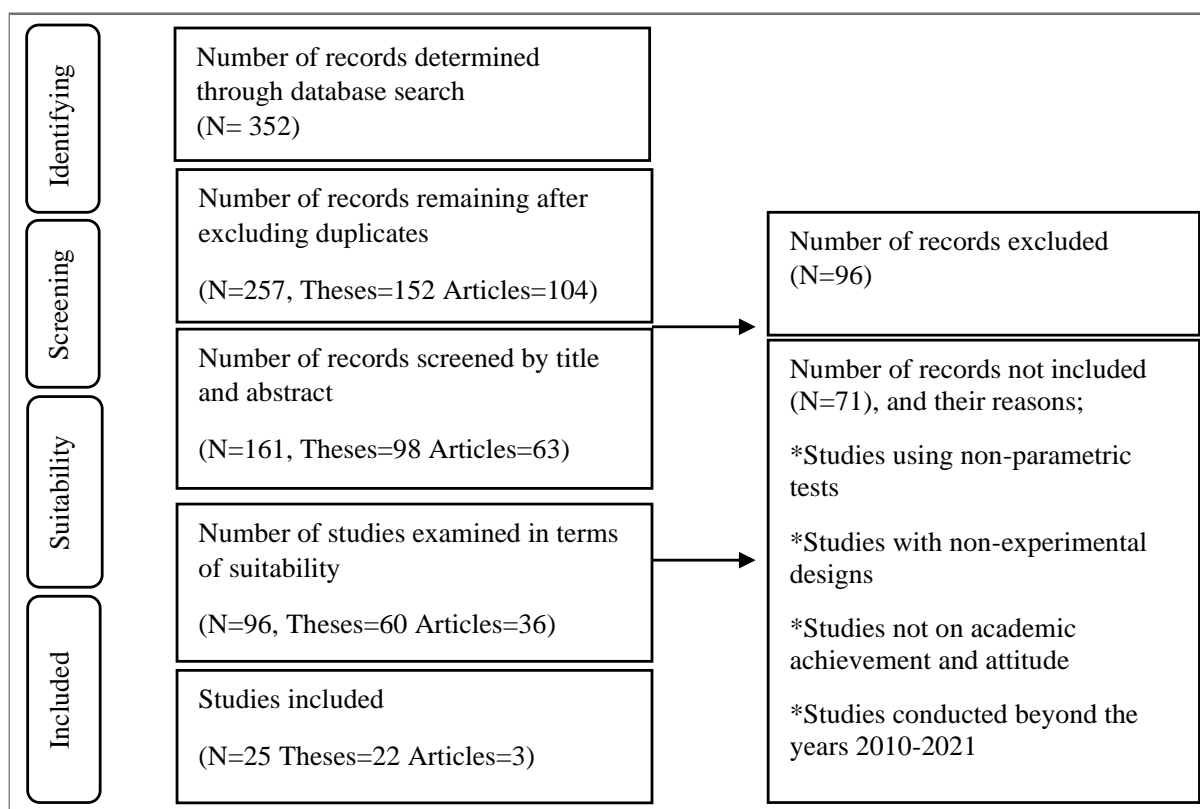 Identifying
Number of records determined
through database search
(N= 352)
Number of records remaining after
excluding duplicates
(N=257, Theses=152 Articles=104)
Screening
Number of records screened by title
and abstract
(N=161, Theses=98 Articles=63)
Number of records excluded
(N=96)
Suitability
Number of studies examined in terms
of suitability
(N=96, Theses=60 Articles=36)
Number of records not included
(N=71), and their reasons;
*Studies using non-parametric
tests
*Studies with non-experimental
designs
*Studies not on academic
achievement and attitude
*Studies conducted beyond the
years 2010-2021
Included
Studies included
(N=25 Theses=22 Articles=3)